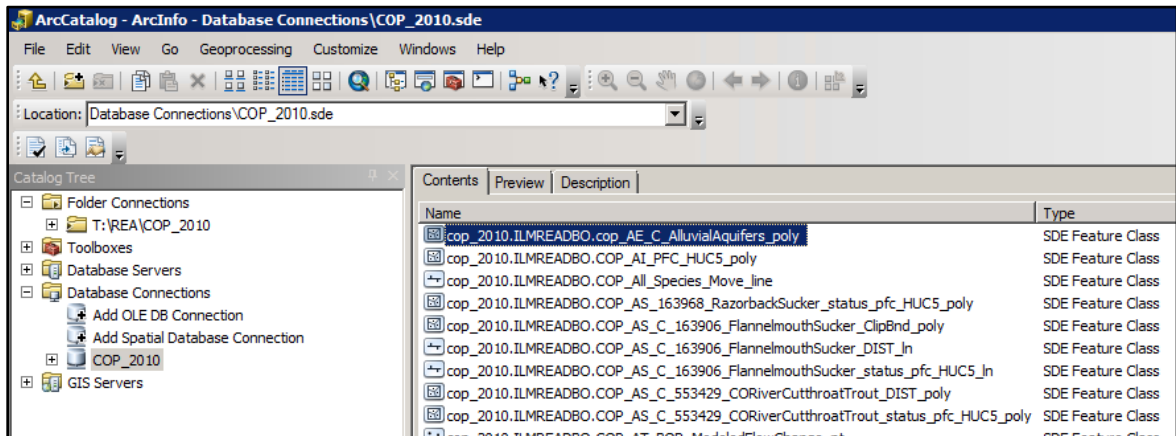 ArcCatalog - ArcInfo - Database Connections\COP_2010.sde
File Edit View Go Geoprocessing Customize Windows Help
Location: Database Connections\COP_2010.sde
Catalog Tree
Folder Connections
T:\REA\COP_2010
Toolboxes
Database Servers
Database Connections
Add OLE DB Connection
Add Spatial Database Connection
COP_2010
GIS Servers
Contents Preview Description
Name Type
cop_2010.ILMREADBO.cop_AE_C_AlluvialAquifers_poly SDE Feature Class
cop_2010.ILMREADBO.COP_AI_PFC_HUC5_poly SDE Feature Class
cop_2010.ILMREADBO.COP_All_Species_Move_line SDE Feature Class
cop_2010.ILMREADBO.COP_AS_163968_RazorbackSucker_status_pfc_HUC5_poly SDE Feature Class
cop_2010.ILMREADBO.COP_AS_C_163906_FlannelmouthSucker_ClipBnd_poly SDE Feature Class
cop_2010.ILMREADBO.COP_AS_C_163906_FlannelmouthSucker_DIST_ln SDE Feature Class
cop_2010.ILMREADBO.COP_AS_C_163906_FlannelmouthSucker_status_pfc_HUC5_ln SDE Feature Class
cop_2010.ILMREADBO.COP_AS_C_553429_CORiverCutthroatTrout_DIST_poly SDE Feature Class
cop_2010.ILMREADBO.COP_AS_C_553429_CORiverCutthroatTrout_status_pfc_HUC5_poly SDE Feature Class